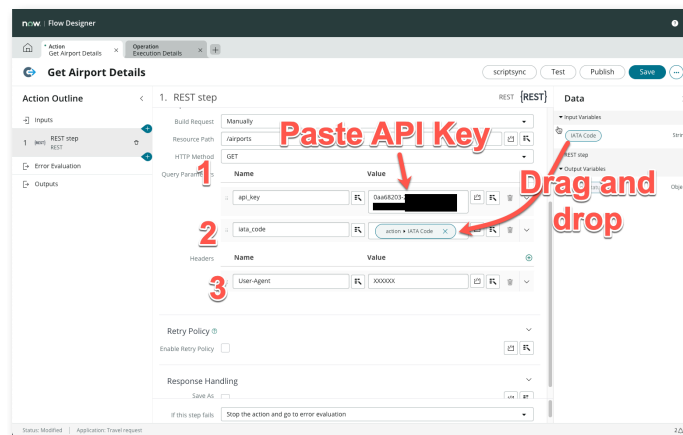 now | Flow Designer
* Action
Get Airport Details
Operation
Execution Details
Get Airport Details
scriptsync
Test
Publish
Save
Action Outline
Inputs
1 REST step
REST
Error Evaluation
Outputs
1. REST step
REST {REST}
Build Request
Manually
Resource Path
/airports
HTTP Method
GET
Query Parameters
Name
Value
api_key
0aa68203-
iata_code
action ▸ IATA Code
Headers
Name
Value
User-Agent
XXXXXX
Retry Policy
Enable Retry Policy
Response Handling
Save As
If this step fails
Stop the action and go to error evaluation
Data
Input Variables
IATA Code
REST step
Output Variables
Paste API Key
Drag and
drop
1
2
3
Status: Modified | Application: Travel request